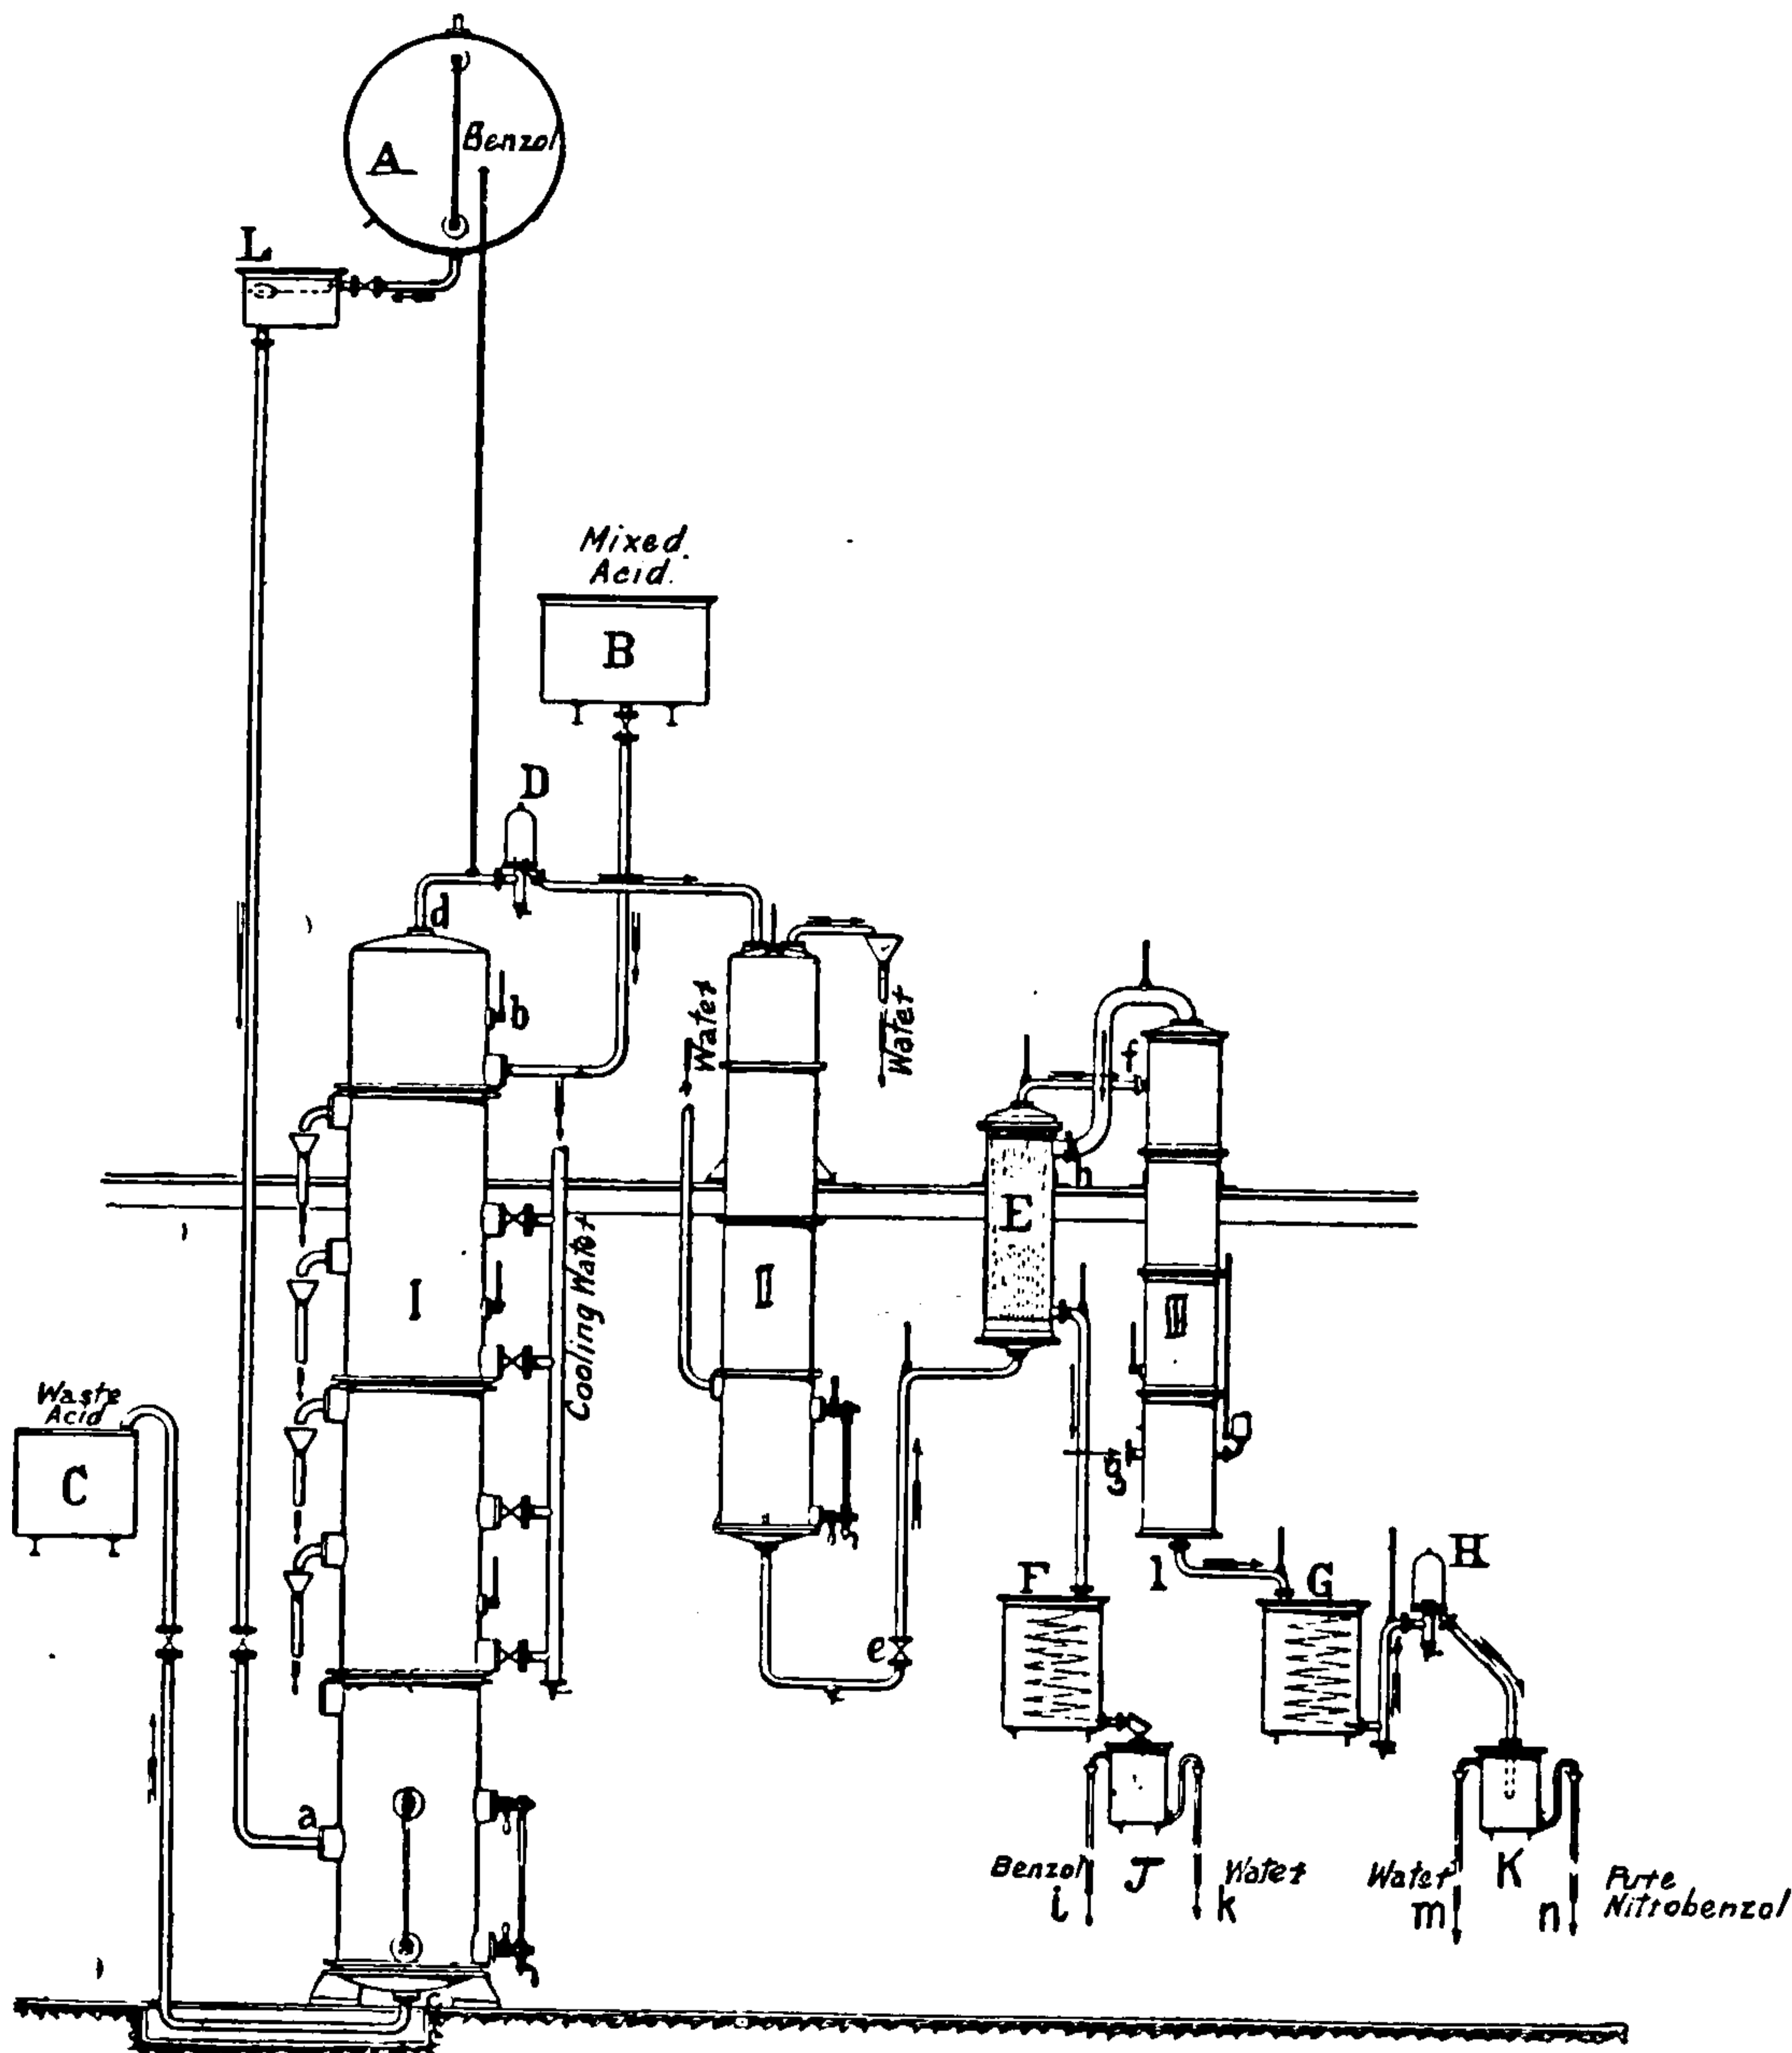 A
Benzol
L
Mixed.
Acid.
B
D
d
b
Water
Water
f
E
I
II
III
Cooling Water
Waste
Acid
C
g
e
F
l
G
H
a
Benzol
i
J
Water
k
Water
m
K
n
Pure
Nitrobenzol
c